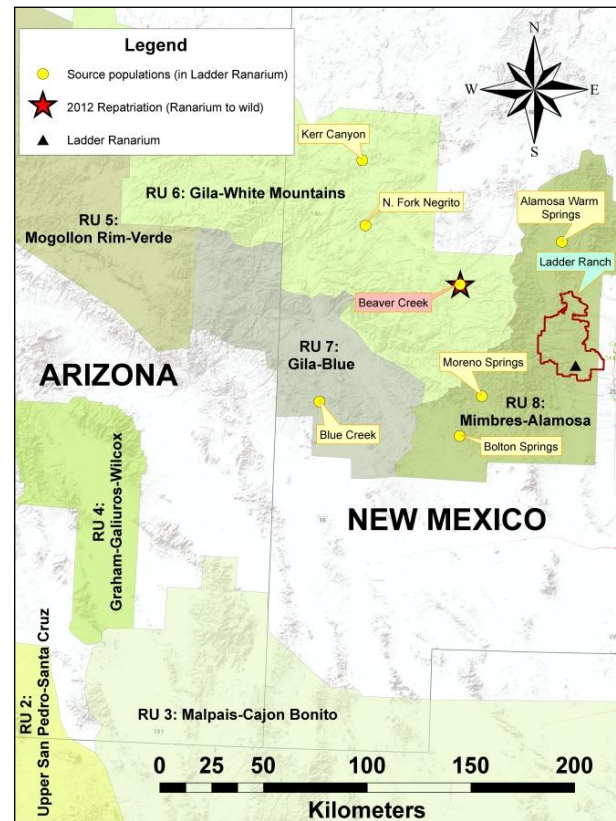 Legend
Source populations (in Ladder Ranarium)
2012 Repatriation (Ranarium to wild)
Ladder Ranarium
N
W
E
S
Kerr Canyon
RU 6: Gila-White Mountains
RU 5:
Mogollon Rim-Verde
N. Fork Negrito
Alamosa Warm
Springs
Ladder Ranch
Beaver Creek
RU 7:
Gila-Blue
ARIZONA
Moreno Springs
RU 8:
Mimbres-Alamosa
Blue Creek
Bolton Springs
RU 4:
Graham-Galiuros-Wilcox
NEW MEXICO
RU 2:
Upper San Pedro-Santa Cruz
RU 3: Malpais-Cajon Bonito
0 25 50 100 150 200
Kilometers